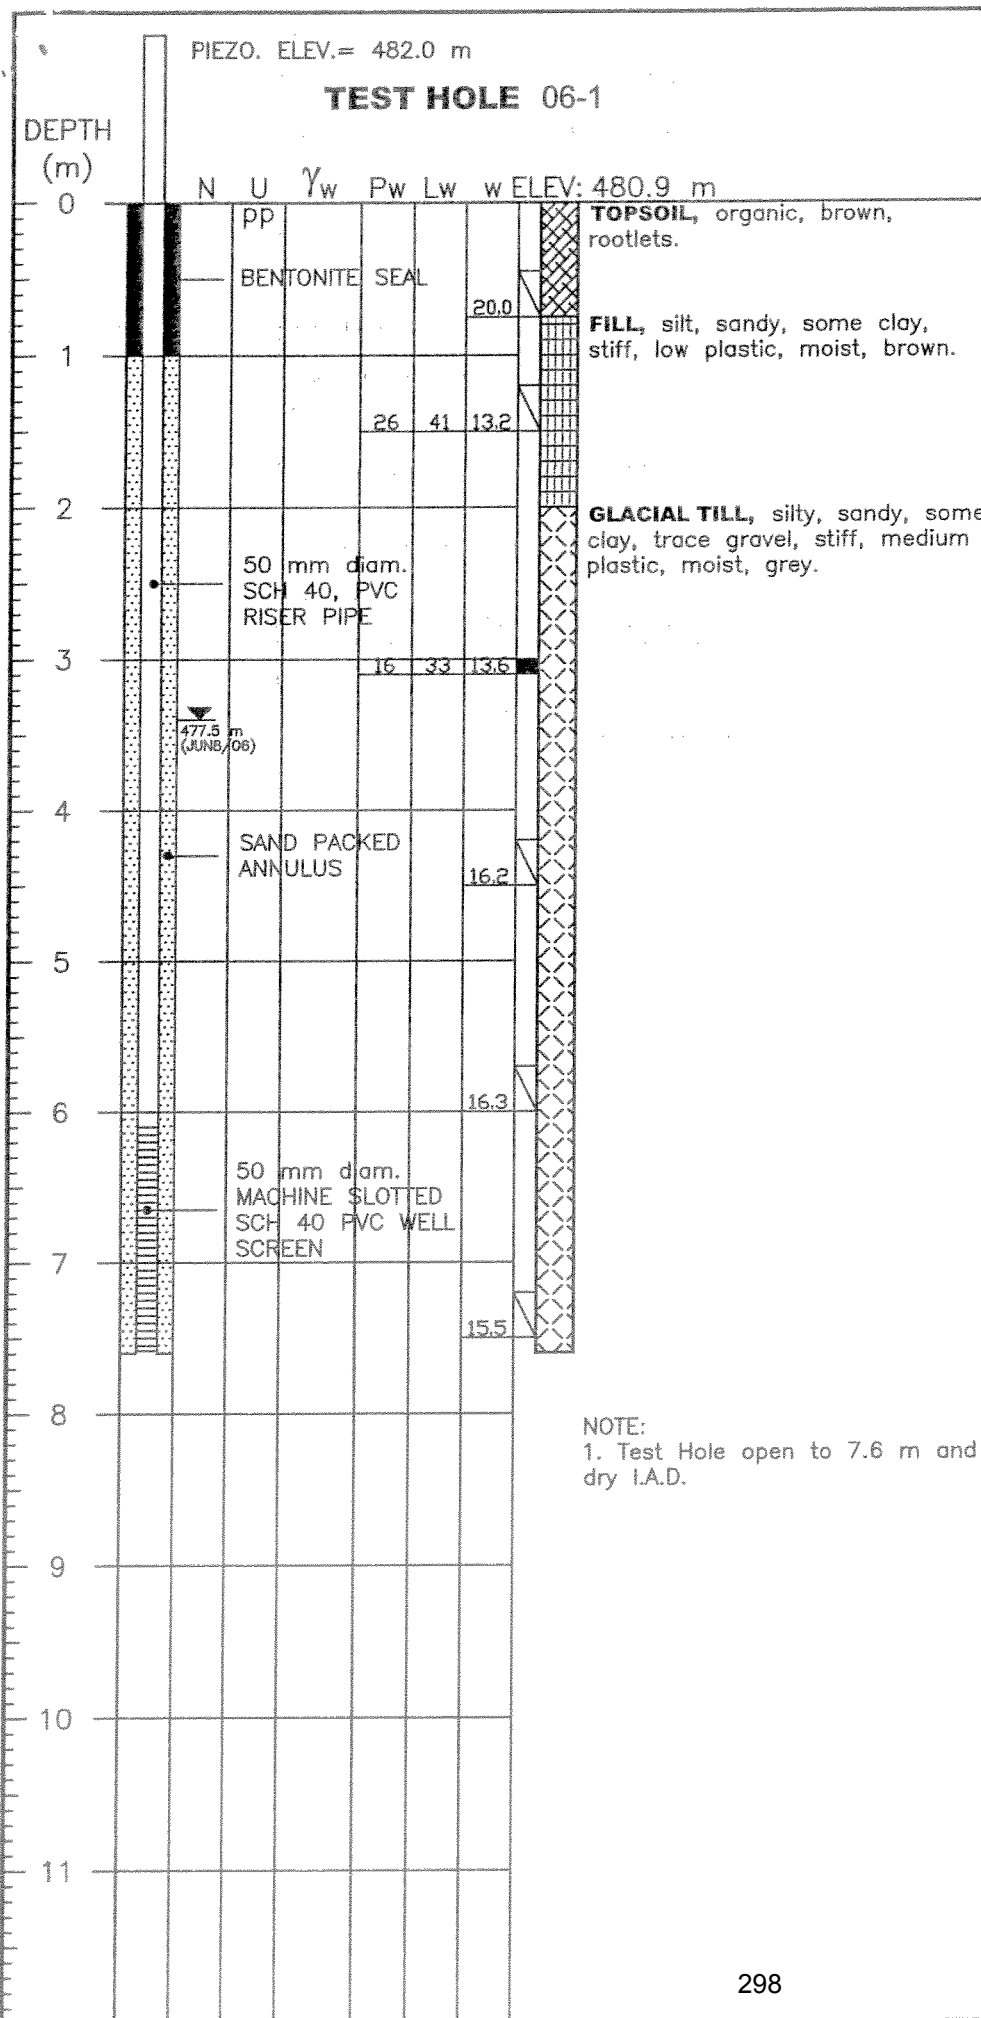 PIEZO. ELEV.= 482.0 m
TEST HOLE 06-1
DEPTH
(m)
N U γw Pw Lw w ELEV: 480.9 m
pp
0
TOPSOIL, organic, brown,
rootlets.
BENTONITE SEAL
20.0
FILL, silt, sandy, some clay,
stiff, low plastic, moist, brown.
1
26 41 13.2
2
GLACIAL TILL, silty, sandy, some
clay, trace gravel, stiff, medium
plastic, moist, grey.
50 mm diam.
SCH 40, PVC
RISER PIPE
3
16 33 13.6
477.5 m
(JUN8/06)
4
SAND PACKED
ANNULUS
16.2
5
16.3
6
50 mm diam.
MACHINE SLOTTED
SCH 40 PVC WELL
SCREEN
7
15.5
8
NOTE:
1. Test Hole open to 7.6 m and
dry I.A.D.
9
10
11
298